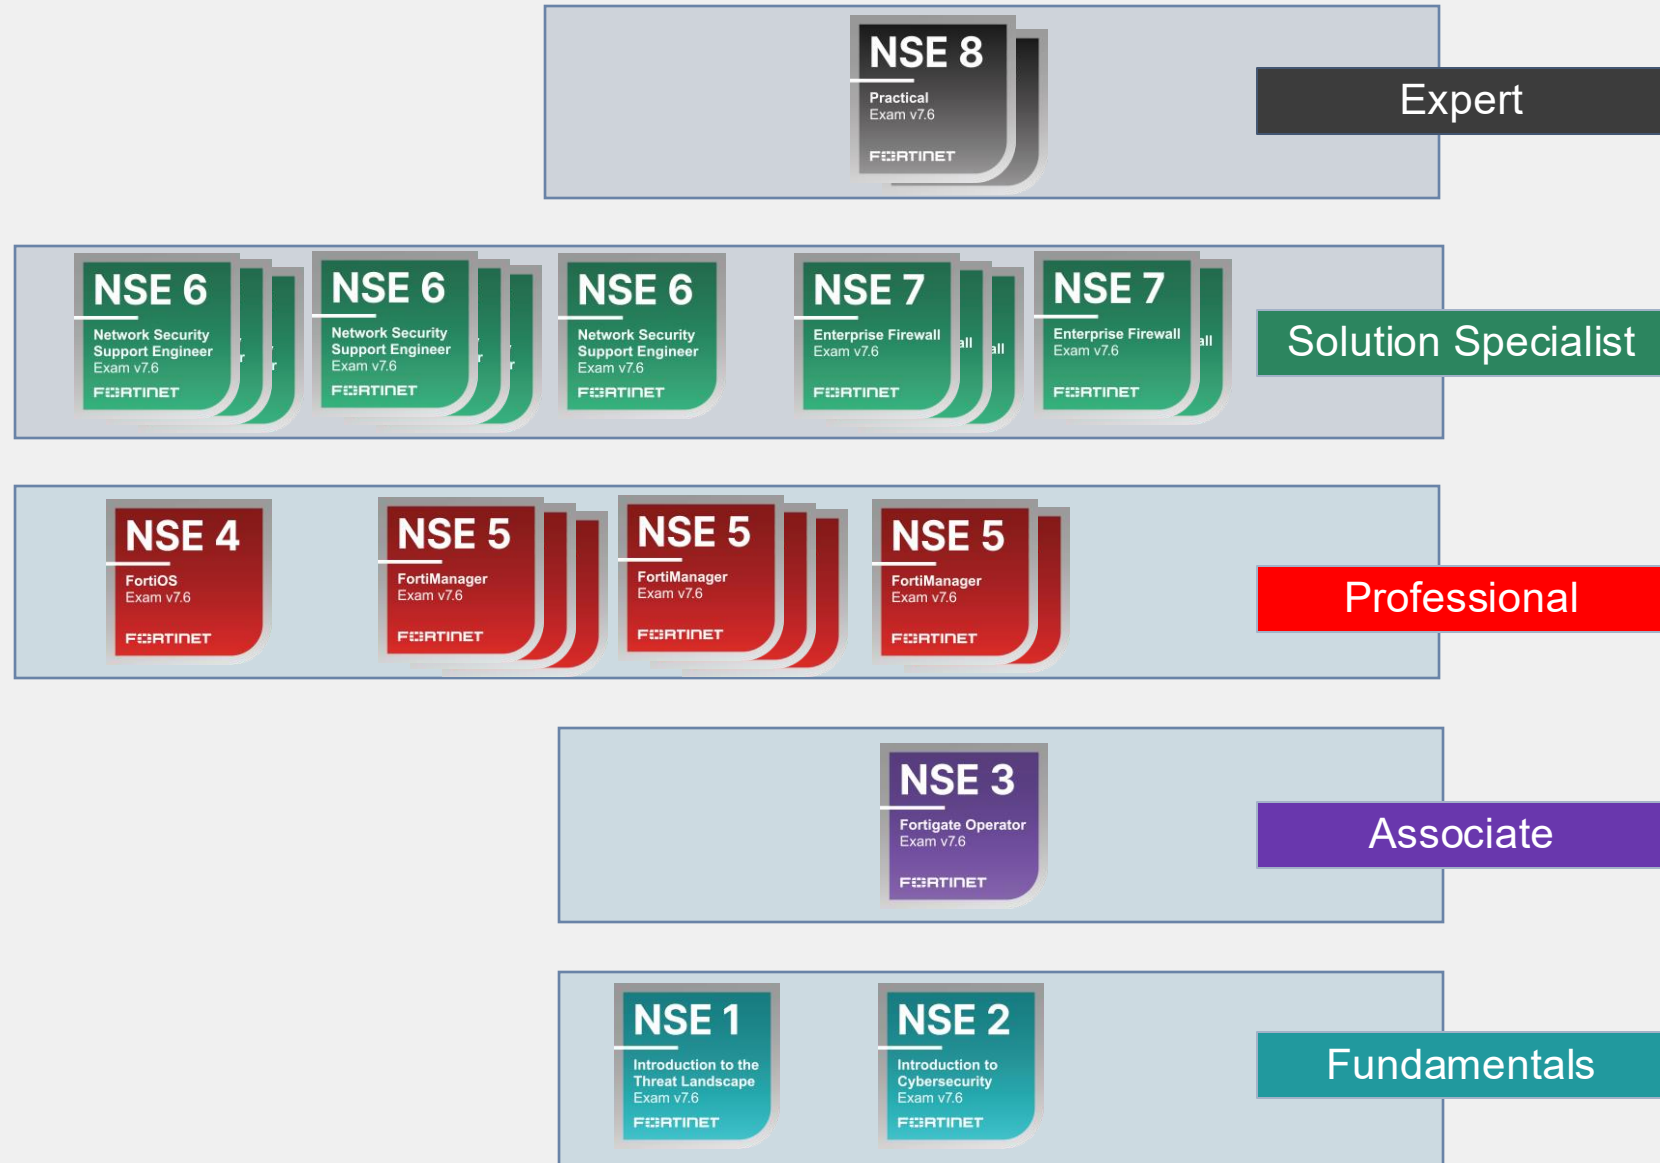 NSE 8
Practical
Exam v7.6
FORTINET
Expert
NSE 6
Network Security
Support Engineer
Exam v7.6
FORTINET
r
r
NSE 6
Network Security
Support Engineer
Exam v7.6
FORTINET
r
r
NSE 6
Network Security
Support Engineer
Exam v7.6
FORTINET
NSE 7
Enterprise Firewall
Exam v7.6
FORTINET
all
all
NSE 7
Enterprise Firewall
Exam v7.6
FORTINET
all
Solution Specialist
NSE 4
FortiOS
Exam v7.6
FORTINET
NSE 5
FortiManager
Exam v7.6
FORTINET
NSE 5
FortiManager
Exam v7.6
FORTINET
NSE 5
FortiManager
Exam v7.6
FORTINET
Professional
NSE 3
Fortigate Operator
Exam v7.6
FORTINET
Associate
NSE 1
Introduction to the
Threat Landscape
Exam v7.6
FORTINET
NSE 2
Introduction to
Cybersecurity
Exam v7.6
FORTINET
Fundamentals